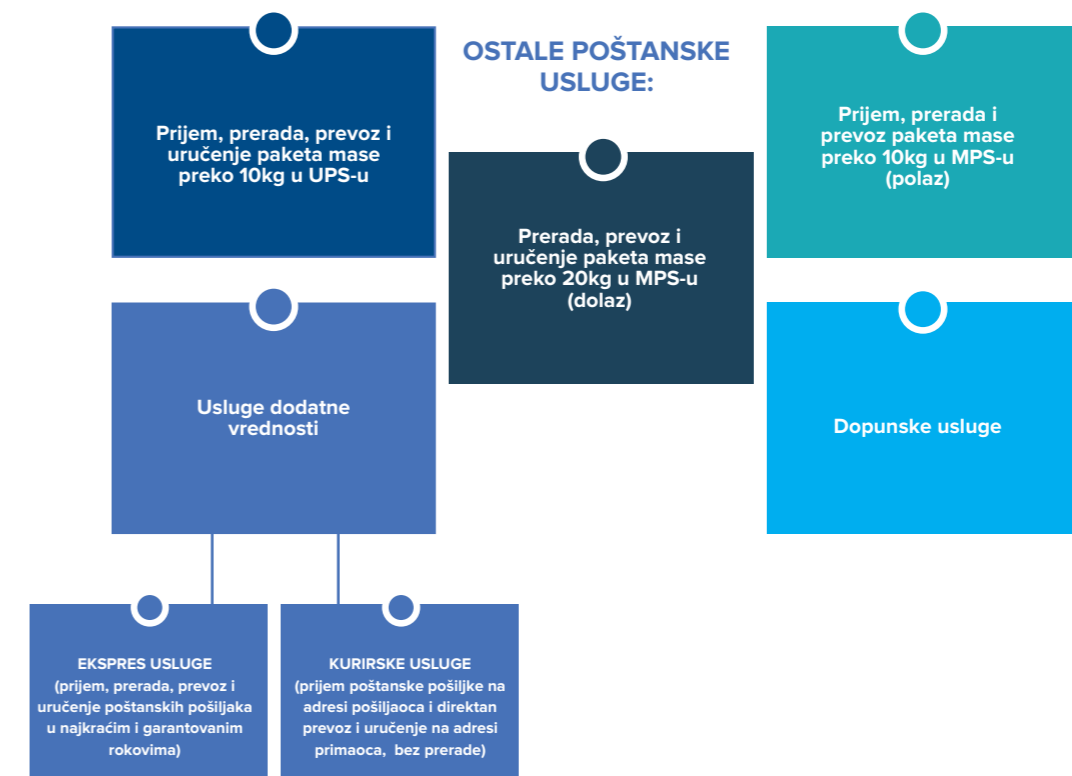 OSTALE POŠTANSKE
USLUGE:
Prijem, prerada, prevoz i
uručenje paketa mase
preko 10kg u UPS-u
Prerada, prevoz i
uručenje paketa mase
preko 20kg u MPS-u
(dolaz)
Prijem, prerada i
prevoz paketa mase
preko 10kg u MPS-u
(polaz)
Usluge dodatne
vrednosti
Dopunske usluge
EKSPRES USLUGE
(prijem, prerada, prevoz i
uručenje poštanskih pošiljaka
u najkraćim i garantovanim
rokovima)
KURIRSKE USLUGE
(prijem poštanske pošiljke na
adresi pošiljaoca i direktan
prevoz i uručenje na adresi
primaoca, bez prerade)